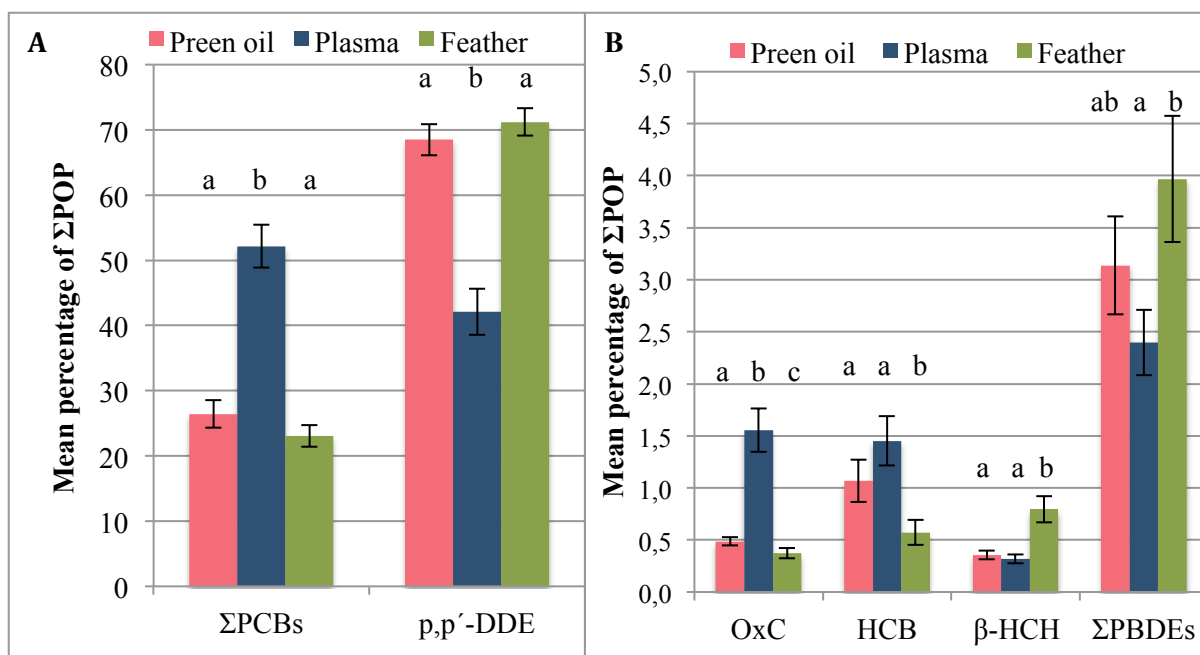 A
Preen oil Plasma Feather
Mean percentage of ΣPOP
80
70
60
50
40
30
20
10
0
a b a
a b a
ΣPCBs p,p´-DDE
B
Preen oil Plasma Feather
Mean percentage of ΣPOP
5,0
4,5
4,0
3,5
3,0
2,5
2,0
1,5
1,0
0,5
0,0
a b c
a a b
a a b
ab a b
OxC HCB β-HCH ΣPBDEs